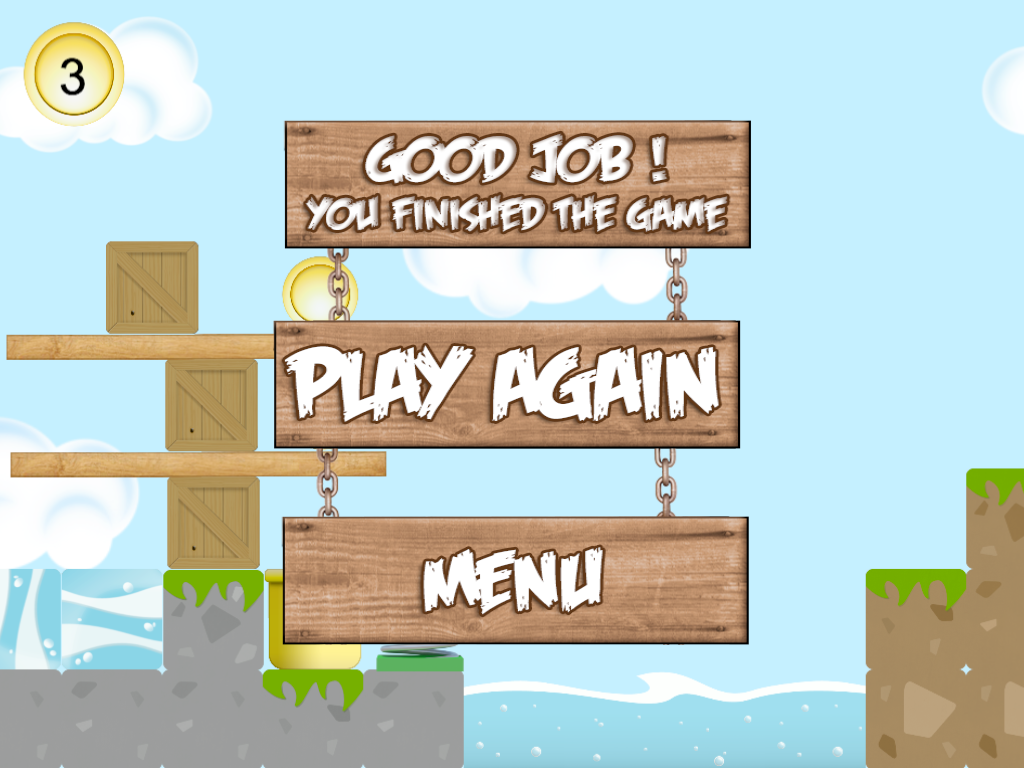 3
GOOD JOB !
YOU FINISHED THE GAME
PLAY AGAIN
MENU